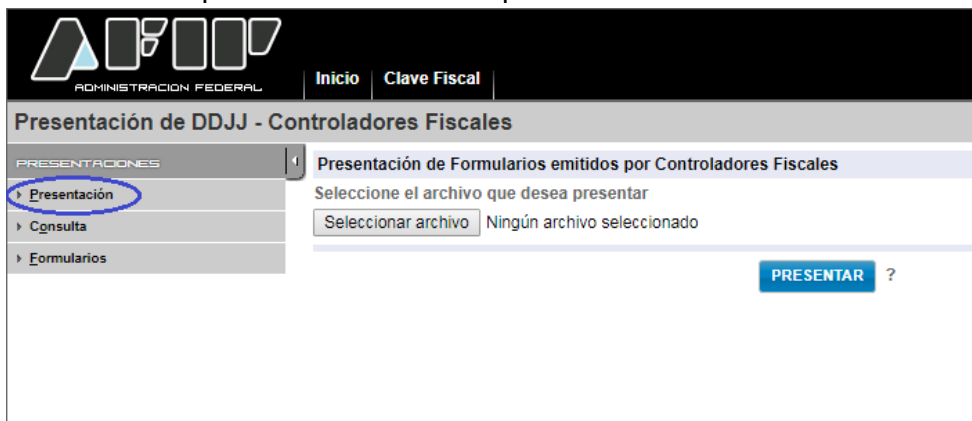 AFIP
ADMINISTRACION FEDERAL
Inicio Clave Fiscal
Presentación de DDJJ - Controladores Fiscales
PRESENTACIONES
Presentación
Consulta
Formularios
Presentación de Formularios emitidos por Controladores Fiscales
Seleccione el archivo que desea presentar
Seleccionar archivo Ningún archivo seleccionado
PRESENTAR ?